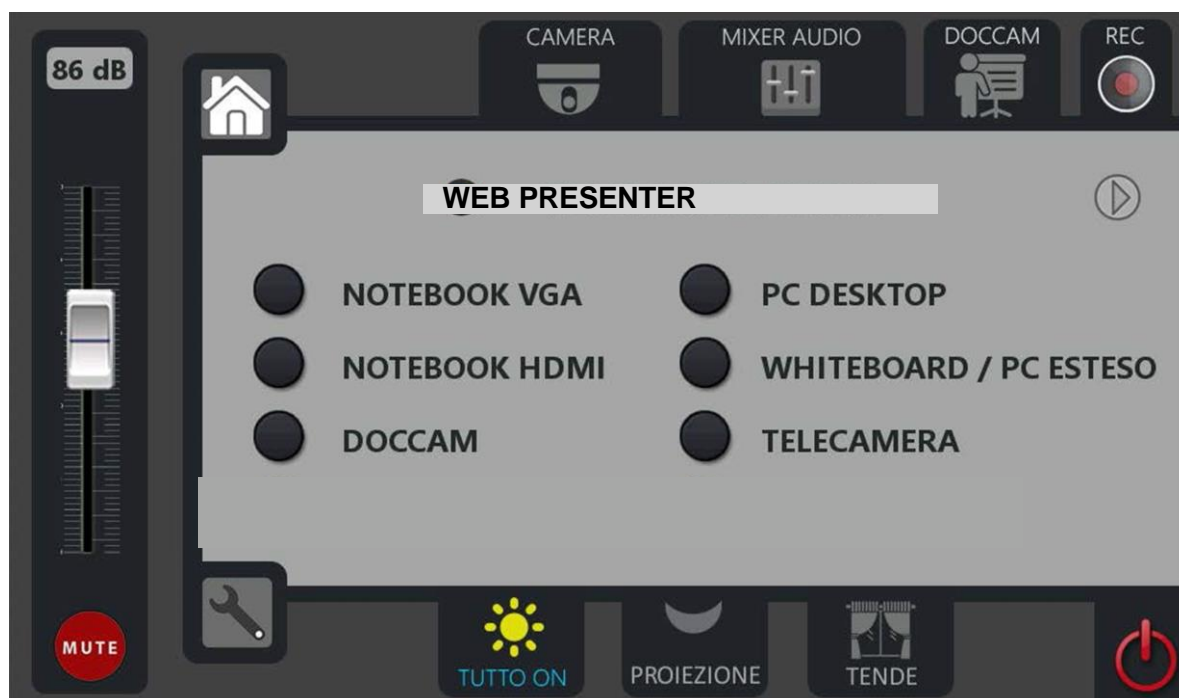 CAMERA
MIXER AUDIO
DOCCAM
REC
86 dB
WEB PRESENTER
NOTEBOOK VGA
PC DESKTOP
NOTEBOOK HDMI
WHITEBOARD / PC ESTESO
DOCCAM
TELECAMERA
MUTE
TUTTO ON
PROIEZIONE
TENDE